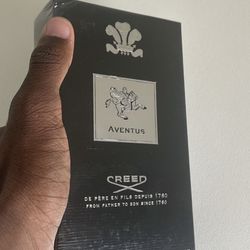 AVENTUS
CREED
DE PÈRE EN FILS DEPUIS 1760
FROM FATHER TO SON SINCE 1760